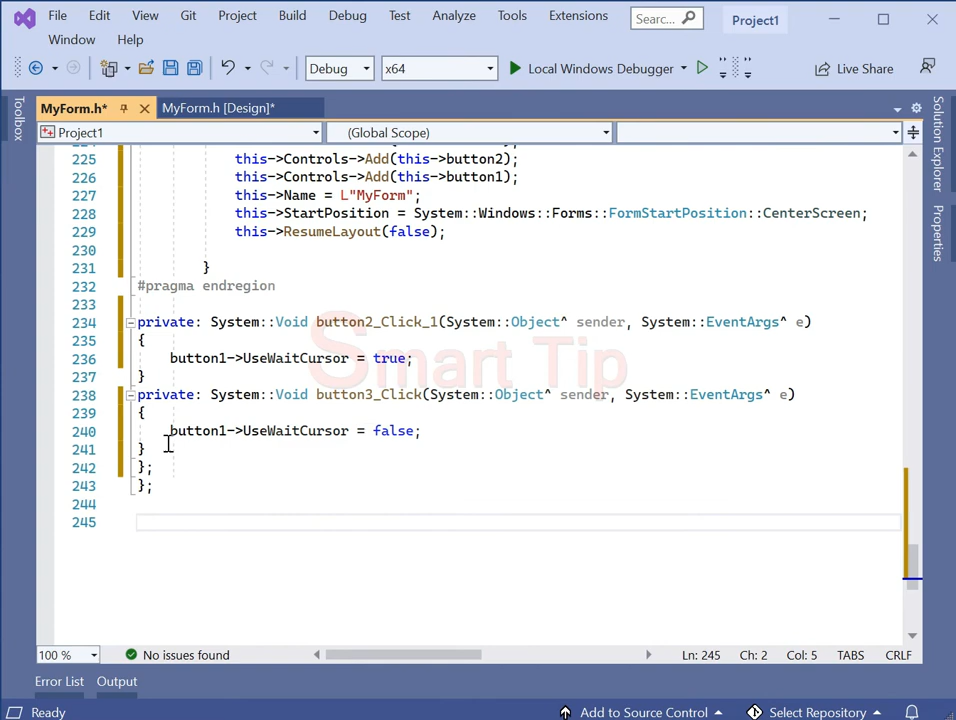 File Edit View Git Project Build Debug Test Analyze Tools Extensions Searc... Project1
Window Help
Debug x64 Local Windows Debugger Live Share
MyForm.h* MyForm.h [Design]*
Project1 (Global Scope)
Toolbox
Solution Explorer
Properties
225 this->Controls->Add(this->button2);
226 this->Controls->Add(this->button1);
227 this->Name = L"MyForm";
228 this->StartPosition = System::Windows::Forms::FormStartPosition::CenterScreen;
229 this->ResumeLayout(false);
230
231 }
232 #pragma endregion
233
234 private: System::Void button2_Click_1(System::Object^ sender, System::EventArgs^ e)
235 {
236 button1->UseWaitCursor = true;
237 }
238 private: System::Void button3_Click(System::Object^ sender, System::EventArgs^ e)
239 {
240 button1->UseWaitCursor = false;
241 }
242 };
243 };
244
245
Smart Tip
100 % No issues found Ln: 245 Ch: 2 Col: 5 TABS CRLF
Error List Output
Ready Add to Source Control Select Repository